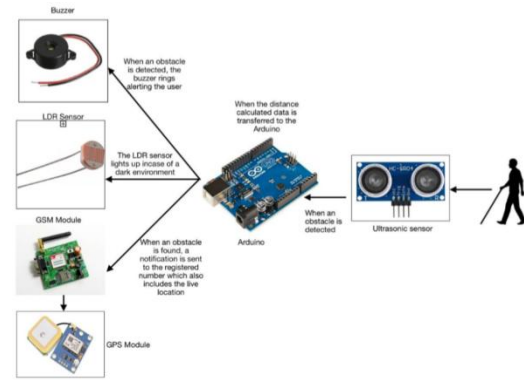 Buzzer
When an obstacle
is detected, the
buzzer rings
alerting the user
LDR Sensor
The LDR sensor
lights up incase of a
dark environment
GSM Module
When an obstacle
is found, a
notification is sent
to the registered
number which also
includes the live
location
GPS Module
When the distance
calculated data is
transferred to the
Arduino
Arduino
When an
obstacle is
detected
HC-SR04
Ultrasonic sensor